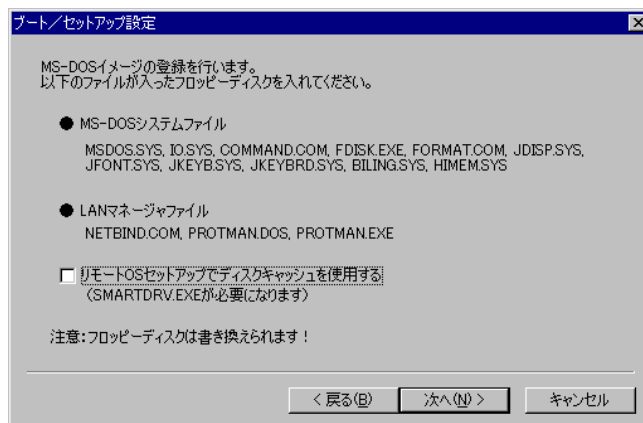 ブート／セットアップ設定
MS-DOSイメージの登録を行います。
以下のファイルが入ったフロッピーディスクを入れてください。
● MS-DOSシステムファイル
MSDOS.SYS, IO.SYS, COMMAND.COM, FDISK.EXE, FORMAT.COM, JDISP.SYS,
JFONT.SYS, JKEYB.SYS, JKEYBRD.SYS, BILING.SYS, HIMEM.SYS
● LANマネージャファイル
NETBIND.COM, PROTMAN.DOS, PROTMAN.EXE
リモートOSセットアップでディスクキャッシュを使用する
（SMARTDRV.EXEが必要になります）
注意：フロッピーディスクは書き換えられます！
< 戻る(B) 次へ(N) > キャンセル